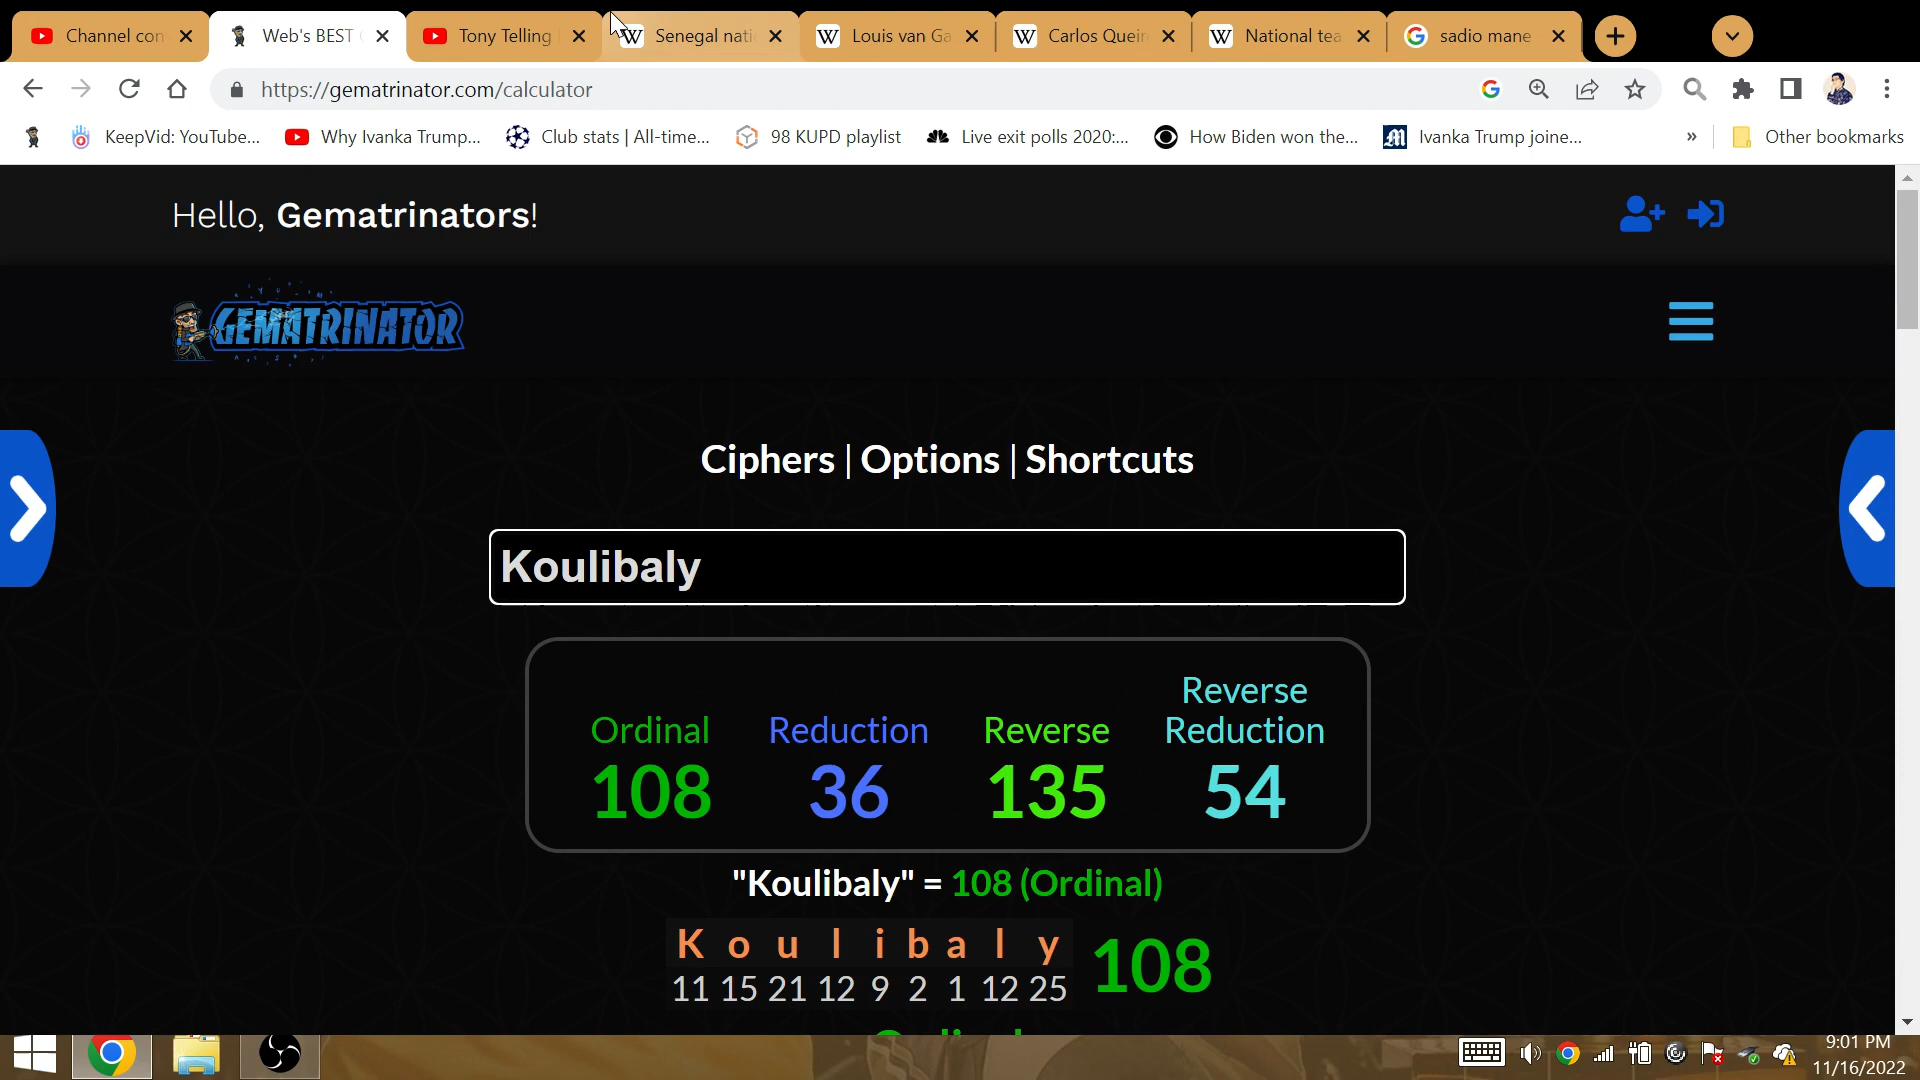 Channel con
Web's BEST
Tony Telling
Senegal nati
Louis van Ga
Carlos Queir
National tea
sadio mane
https://gematrinator.com/calculator
KeepVid: YouTube...
Why Ivanka Trump...
Club stats | All-time...
98 KUPD playlist
Live exit polls 2020:...
How Biden won the...
Ivanka Trump joine...
»
Other bookmarks
Hello, Gematrinators!
GEMATRINATOR
Ciphers | Options | Shortcuts
Koulibaly
Ordinal Reduction Reverse Reverse Reduction
108 36 135 54
"Koulibaly" = 108 (Ordinal)
K o u l i b a l y
11 15 21 12 9 2 1 12 25
108
9:01 PM
11/16/2022